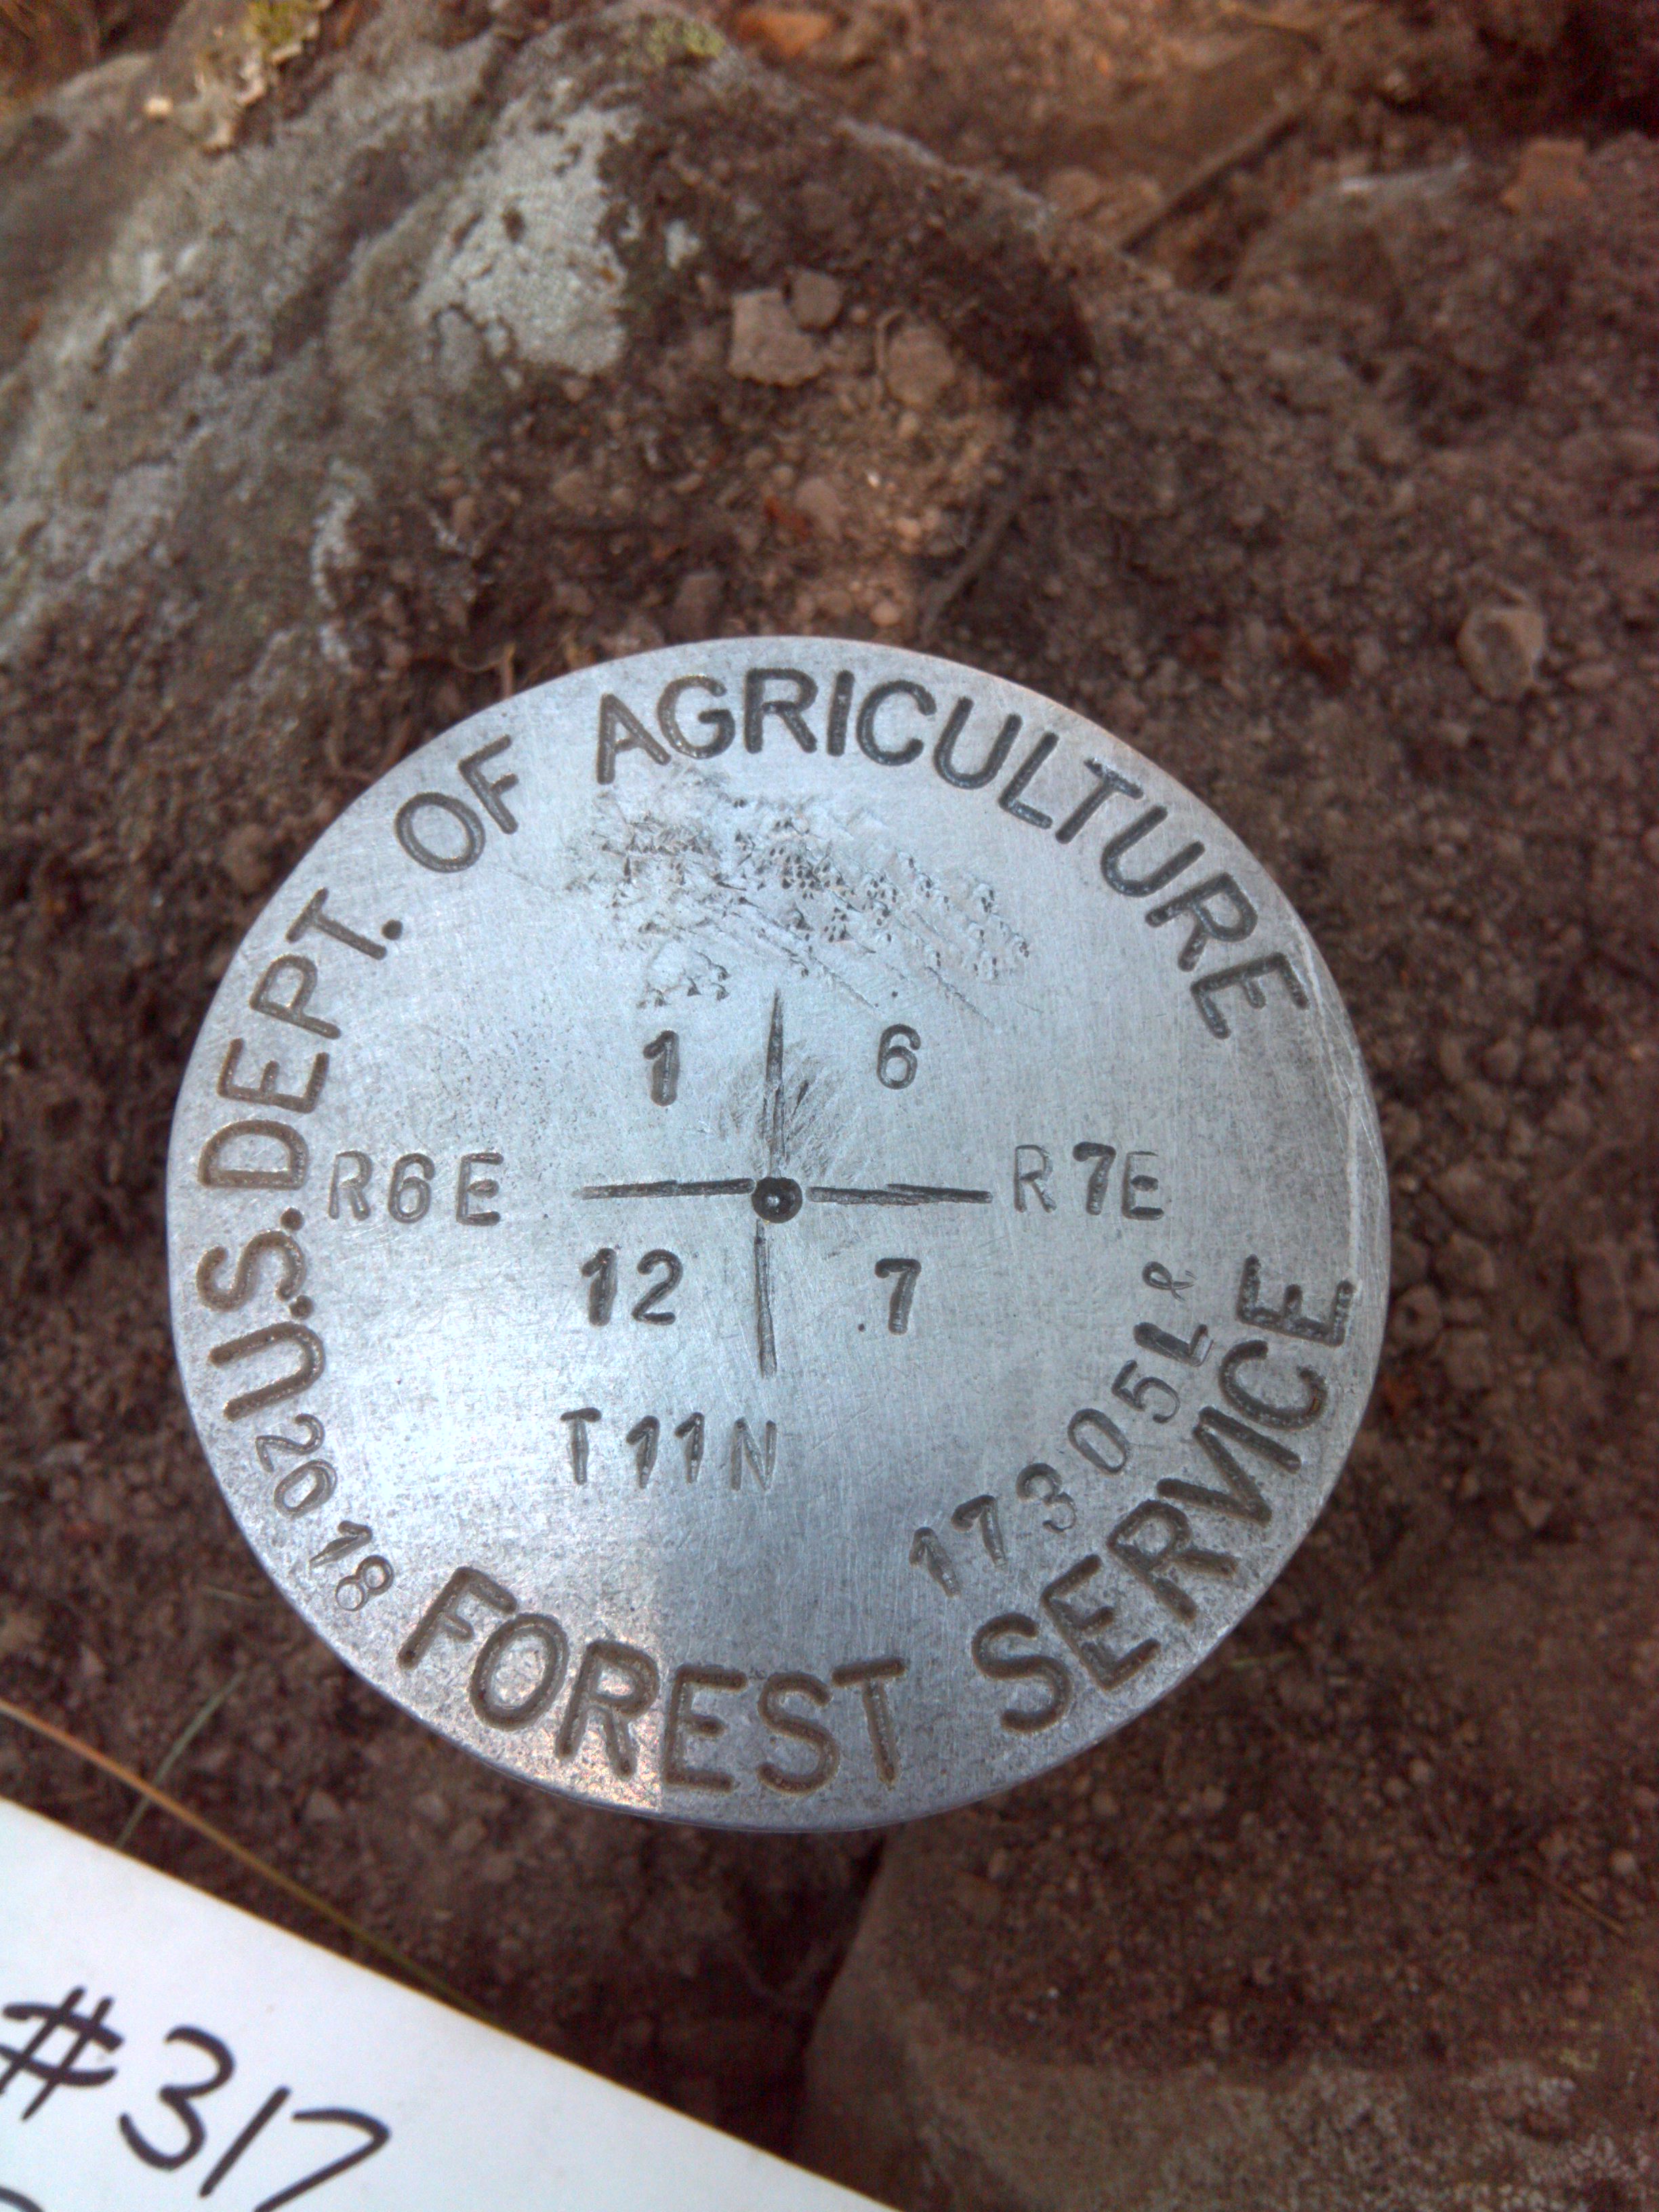 U.S. DEPT. OF AGRICULTURE
1 6
R6E R7E
12 7
T11N
2018
17305LS
FOREST SERVICE
#317